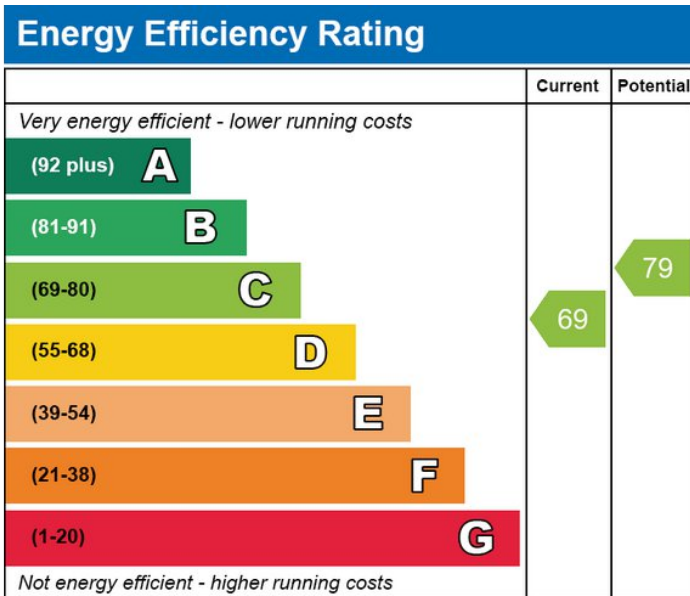 Energy Efficiency Rating
Current Potential
Very energy efficient - lower running costs
(92 plus) A
(81-91) B
(69-80) C
(55-68) D
(39-54) E
(21-38) F
(1-20) G
Not energy efficient - higher running costs
69
79